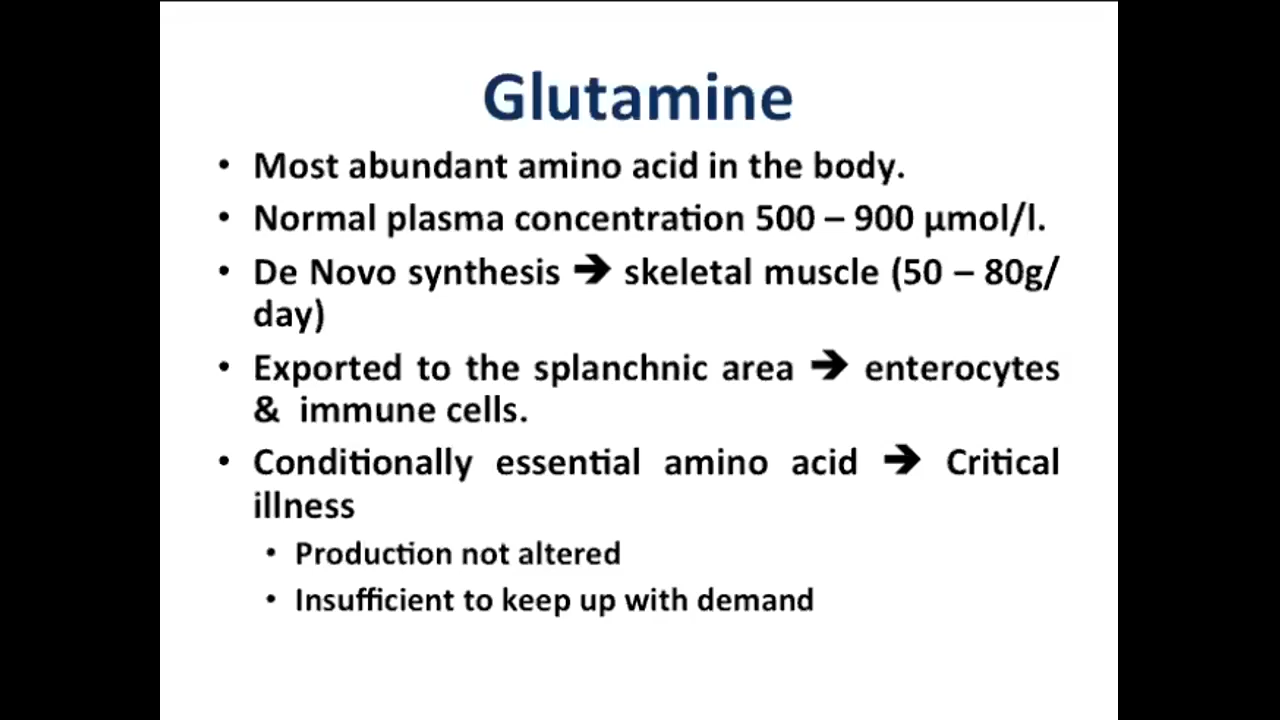 Glutamine
• Most abundant amino acid in the body.
• Normal plasma concentration 500 – 900 µmol/l.
• De Novo synthesis ➔ skeletal muscle (50 – 80g/
day)
• Exported to the splanchnic area ➔ enterocytes
& immune cells.
• Conditionally essential amino acid ➔ Critical
illness
• Production not altered
• Insufficient to keep up with demand